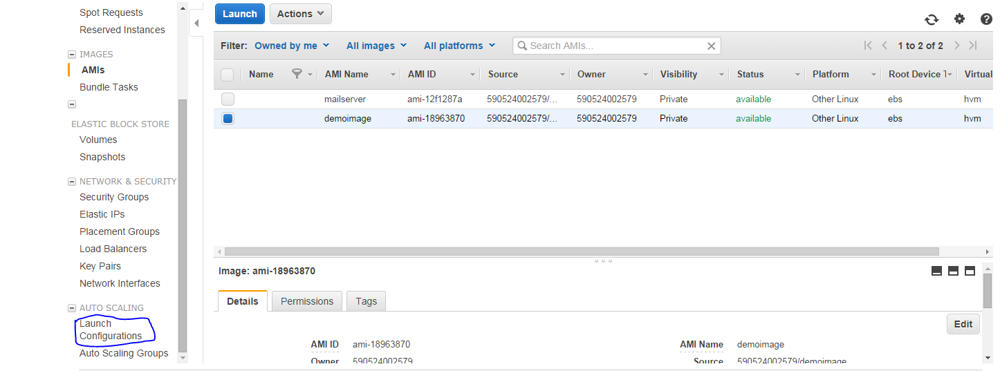 Spot Requests
Reserved Instances
IMAGES
AMIs
Bundle Tasks
ELASTIC BLOCK STORE
Volumes
Snapshots
NETWORK & SECURITY
Security Groups
Elastic IPs
Placement Groups
Load Balancers
Key Pairs
Network Interfaces
AUTO SCALING
Launch
Configurations
Auto Scaling Groups
Launch Actions
Filter: Owned by me All images All platforms Search AMIs... 1 to 2 of 2
Name AMI Name AMI ID Source Owner Visibility Status Platform Root Device T Virtual
mailserver ami-12f1287a 590524002579/... 590524002579 Private available Other Linux ebs hvm
demoimage ami-18963870 590524002579/... 590524002579 Private available Other Linux ebs hvm
Image: ami-18963870
Details Permissions Tags
Edit
AMI ID ami-18963870 AMI Name demoimage
Owner 590524002579 Source 590524002579/demoimage